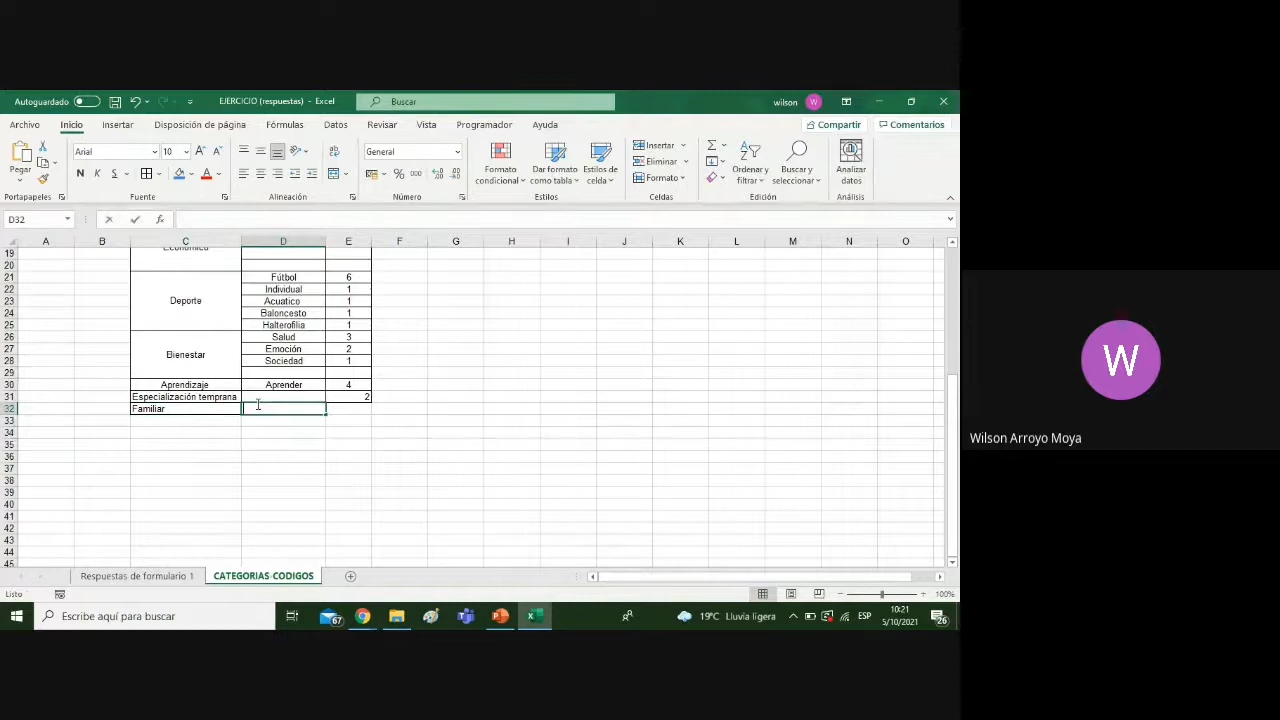 Autoguardado
EJERCICIO (respuestas) - Excel
Buscar
wilson
W
Archivo Inicio Insertar Disposición de página Fórmulas Datos Revisar Vista Programador Ayuda
Compartir
Comentarios
Pegar
Arial
10
N K S
General
% 000
Formato condicional
Dar formato como tabla
Estilos de celda
Insertar
Eliminar
Formato
Ordenar y filtrar
Buscar y seleccionar
Analizar datos
Portapapeles Fuente Alineación Número Estilos Celdas Edición Análisis
D32
fx
A B C D E F G H I J K L M N O
19 Económica
20
21 Fútbol 6
22 Individual 1
23 Deporte Acuatico 1
24 Baloncesto 1
25 Halterofilia 1
26 Salud 3
27 Bienestar Emoción 2
28 Sociedad 1
29
30 Aprendizaje Aprender 4
31 Especialización temprana 2
32 Familiar
33
34
35
36
37
38
39
40
41
42
43
44
45
Respuestas de formulario 1
CATEGORIAS-CODIGOS
Listo
100%
Escribe aquí para buscar
67
19°C Lluvia ligera
ESP
10:21
5/10/2021
26
W
Wilson Arroyo Moya